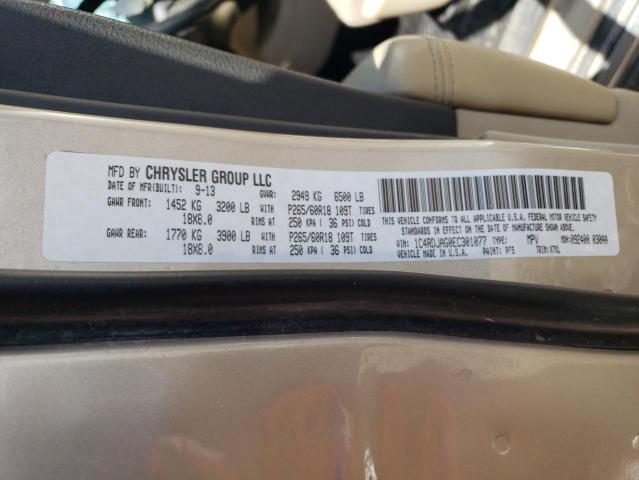 MFD BY CHRYSLER GROUP LLC
DATE OF MFR(BUILT): 9-13 GVWR: 2949 KG 6500 LB
GAWR FRONT: 1452 KG 3200 LB WITH P265/60R18 109T TIRES
18X8.0 RIMS AT 250 KPA ( 36 PSI) COLD
GAWR REAR: 1770 KG 3900 LB WITH P265/60R18 109T TIRES
18X8.0 RIMS AT 250 KPA ( 36 PSI) COLD
THIS VEHICLE CONFORMS TO ALL APPLICABLE U.S.A. FEDERAL MOTOR VEHICLE SAFETY
STANDARDS IN EFFECT ON THE DATE OF MANUFACTURE SHOWN ABOVE.
VIN: 1C4RDJAG0EC301077 TYPE: MPV MDH:092400 030AA
VEHICLE MADE IN U.S.A. PAINT: PFS TRIM: